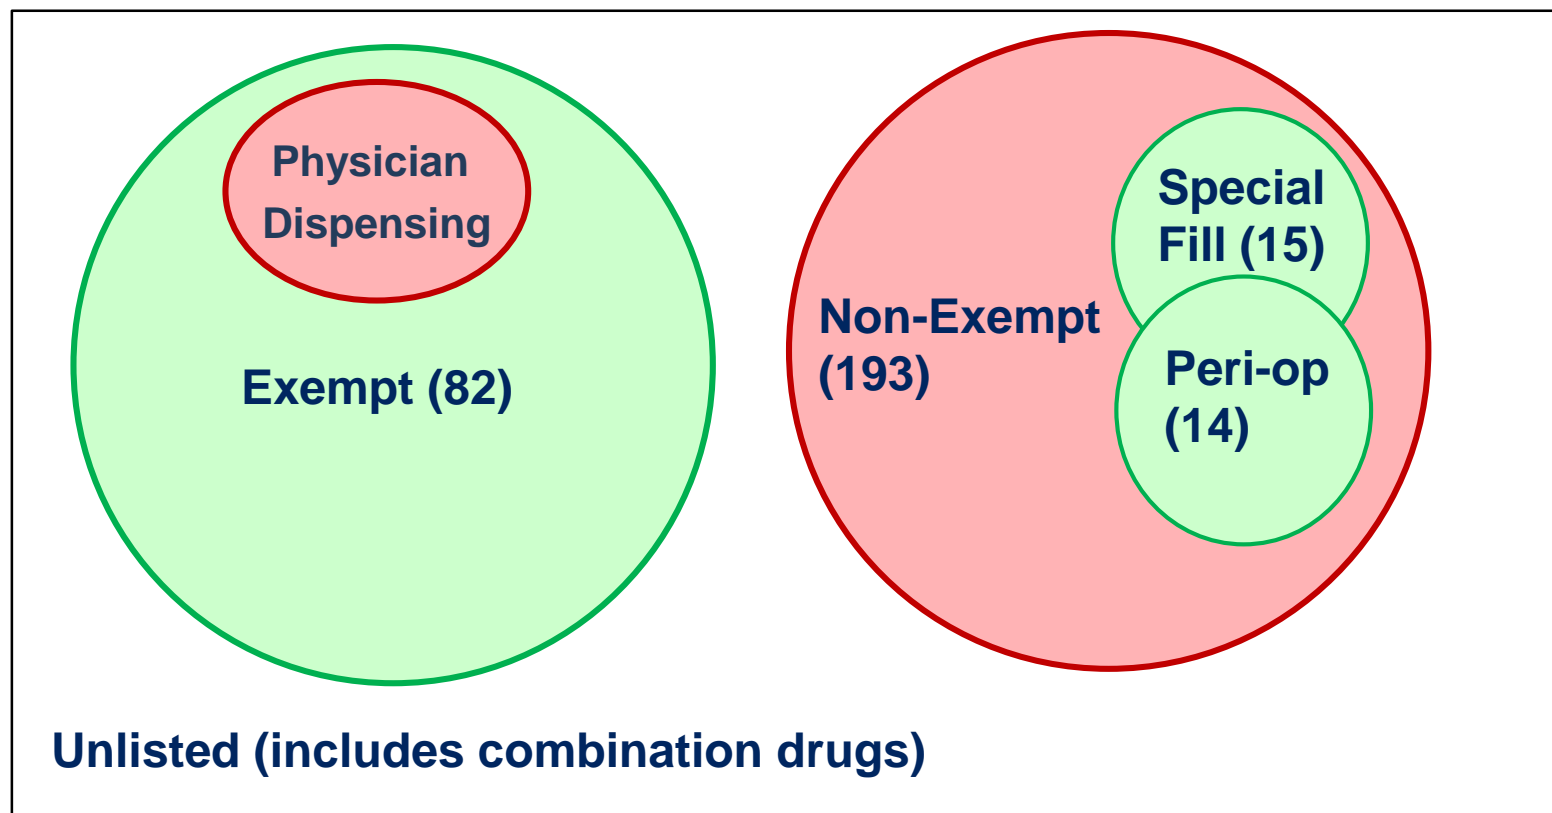 Physician
Dispensing
Exempt (82)
Special
Fill (15)
Non-Exempt
(193)
Peri-op
(14)
Unlisted (includes combination drugs)